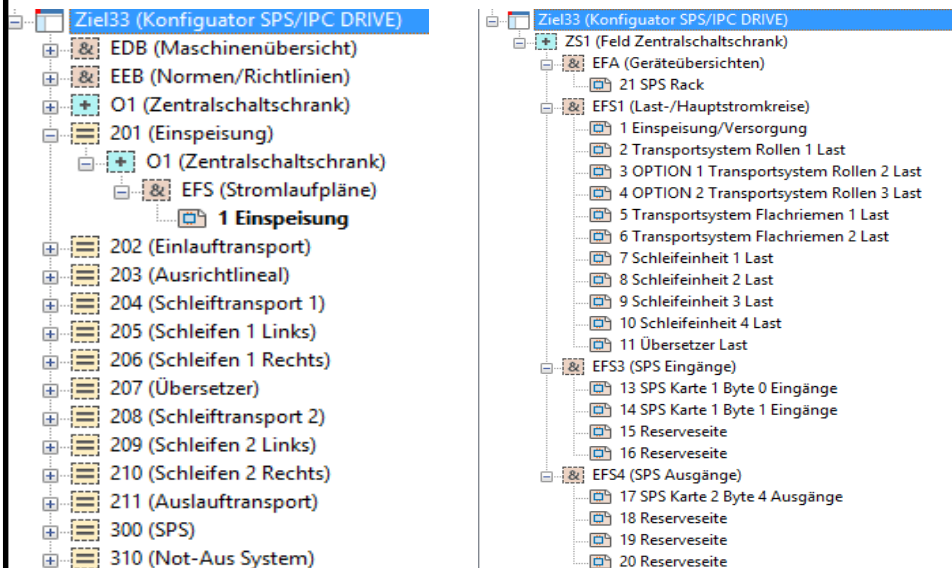 Ziel33 (Konfiguator SPS/IPC DRIVE)
& EDB (Maschinenübersicht)
& EEB (Normen/Richtlinien)
+ O1 (Zentralschaltschrank)
201 (Einspeisung)
+ O1 (Zentralschaltschrank)
& EFS (Stromlaufpläne)
1 Einspeisung
202 (Einlauftransport)
203 (Ausrichtlineal)
204 (Schleiftransport 1)
205 (Schleifen 1 Links)
206 (Schleifen 1 Rechts)
207 (Übersetzer)
208 (Schleiftransport 2)
209 (Schleifen 2 Links)
210 (Schleifen 2 Rechts)
211 (Auslauftransport)
300 (SPS)
310 (Not-Aus System)
Ziel33 (Konfiguator SPS/IPC DRIVE)
+ ZS1 (Feld Zentralschaltschrank)
& EFA (Geräteübersichten)
21 SPS Rack
& EFS1 (Last-/Hauptstromkreise)
1 Einspeisung/Versorgung
2 Transportsystem Rollen 1 Last
3 OPTION 1 Transportsystem Rollen 2 Last
4 OPTION 2 Transportsystem Rollen 3 Last
5 Transportsystem Flachriemen 1 Last
6 Transportsystem Flachriemen 2 Last
7 Schleifeinheit 1 Last
8 Schleifeinheit 2 Last
9 Schleifeinheit 3 Last
10 Schleifeinheit 4 Last
11 Übersetzer Last
& EFS3 (SPS Eingänge)
13 SPS Karte 1 Byte 0 Eingänge
14 SPS Karte 1 Byte 1 Eingänge
15 Reserveseite
16 Reserveseite
& EFS4 (SPS Ausgänge)
17 SPS Karte 2 Byte 4 Ausgänge
18 Reserveseite
19 Reserveseite
20 Reserveseite